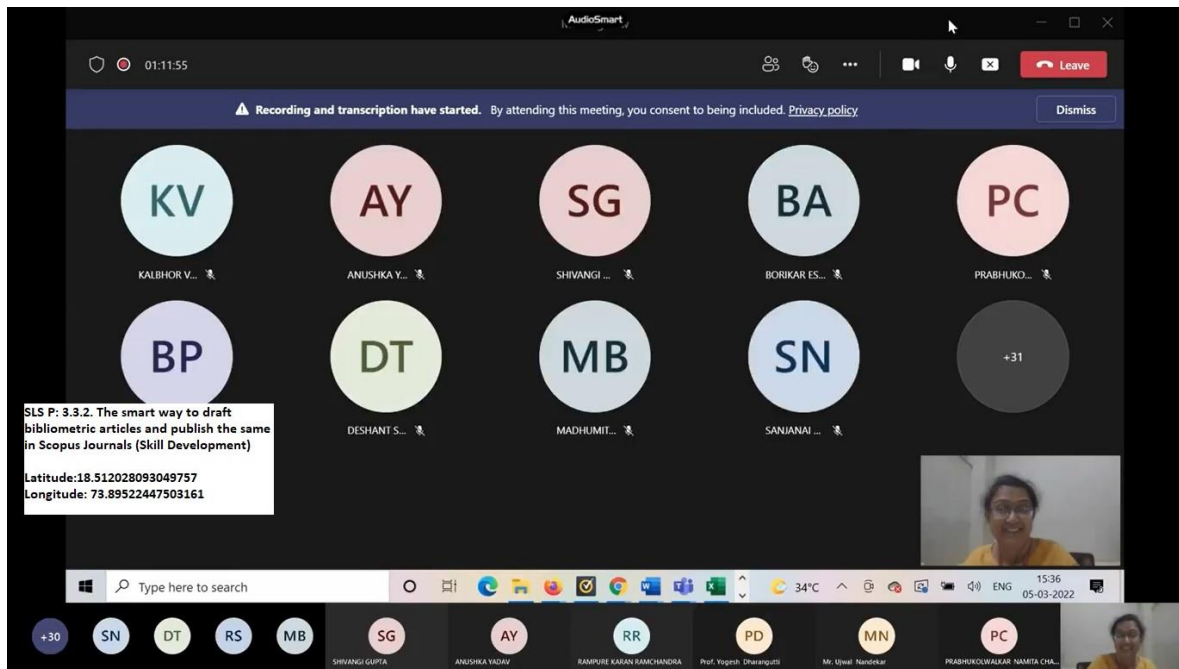 AudioSmart
01:11:55
Leave
Recording and transcription have started. By attending this meeting, you consent to being included. Privacy policy
Dismiss
KV
AY
SG
BA
PC
KALBHOR V...
ANUSHKA Y...
SHIVANGI ...
BORIKAR ES...
PRABHUKO...
BP
DT
MB
SN
+31
DESHANT S...
MADHUMIT...
SANJANAI ...
SLS P: 3.3.2. The smart way to draft
bibliometric articles and publish the same
in Scopus Journals (Skill Development)
Latitude:18.512028093049757
Longitude: 73.89522447503161
Type here to search
34°C
ENG
15:36
05-03-2022
+30
SN
DT
RS
MB
SG
AY
RR
PD
MN
PC
SHIVANGI GUPTA
ANUSHKA YADAV
RAMPURE KARAN RAMCHANDRA
Prof. Yogesh Dharangutti
Mr. Ujwal Nandekar
PRABHUKOLWALKAR NAMITA CHA...